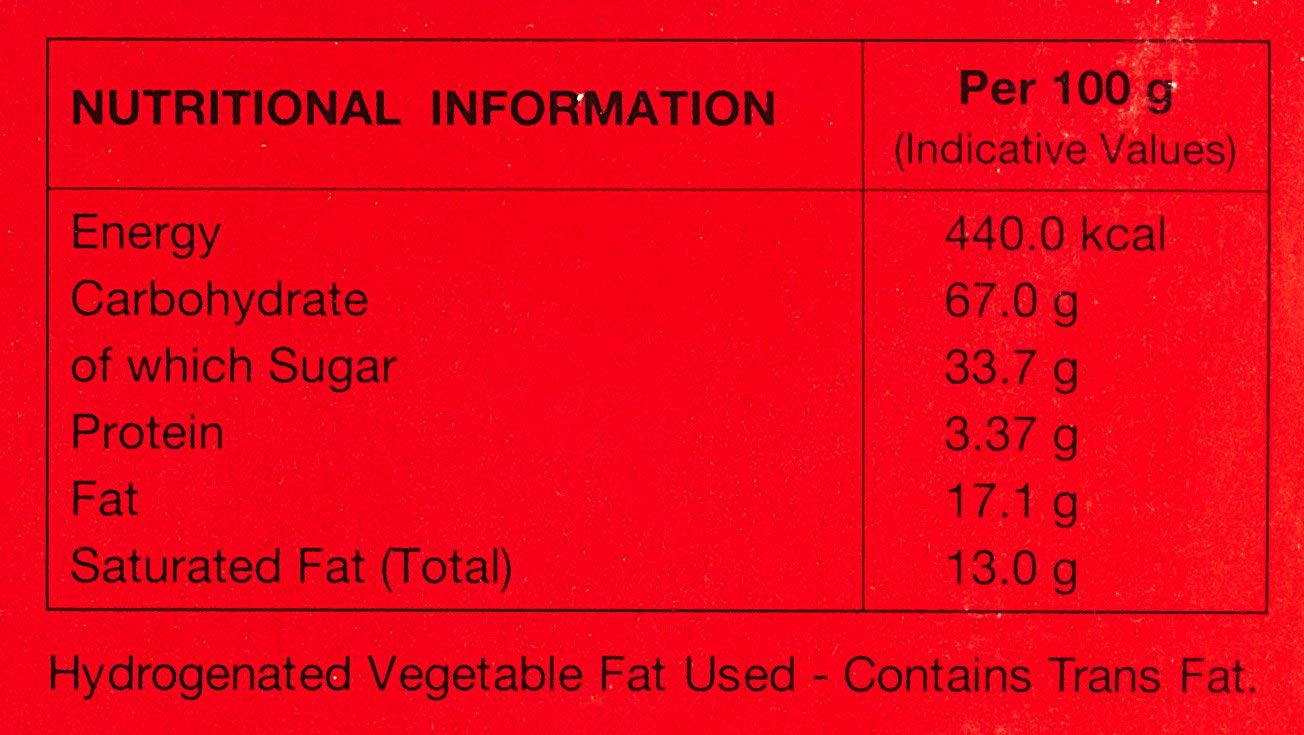 NUTRITIONAL INFORMATION Per 100 g
(Indicative Values)
Energy 440.0 kcal
Carbohydrate 67.0 g
of which Sugar 33.7 g
Protein 3.37 g
Fat 17.1 g
Saturated Fat (Total) 13.0 g
Hydrogenated Vegetable Fat Used - Contains Trans Fat.